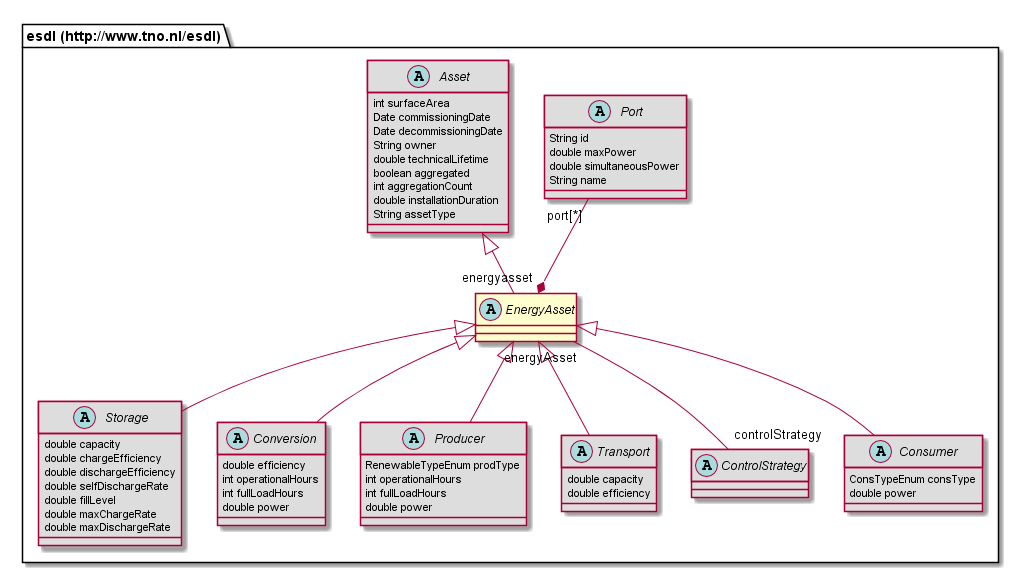 esdl (http://www.tno.nl/esdl)
A Asset
int surfaceArea
Date commissioningDate
Date decommissioningDate
String owner
double technicalLifetime
boolean aggregated
int aggregationCount
double installationDuration
String assetType
A Port
String id
double maxPower
double simultaneousPower
String name
port[*]
energyasset
A EnergyAsset
energyAsset
controlStrategy
A Storage
double capacity
double chargeEfficiency
double dischargeEfficiency
double selfDischargeRate
double fillLevel
double maxChargeRate
double maxDischargeRate
A Conversion
double efficiency
int operationalHours
int fullLoadHours
double power
A Producer
RenewableTypeEnum prodType
int operationalHours
int fullLoadHours
double power
A Transport
double capacity
double efficiency
A ControlStrategy
A Consumer
ConsTypeEnum consType
double power